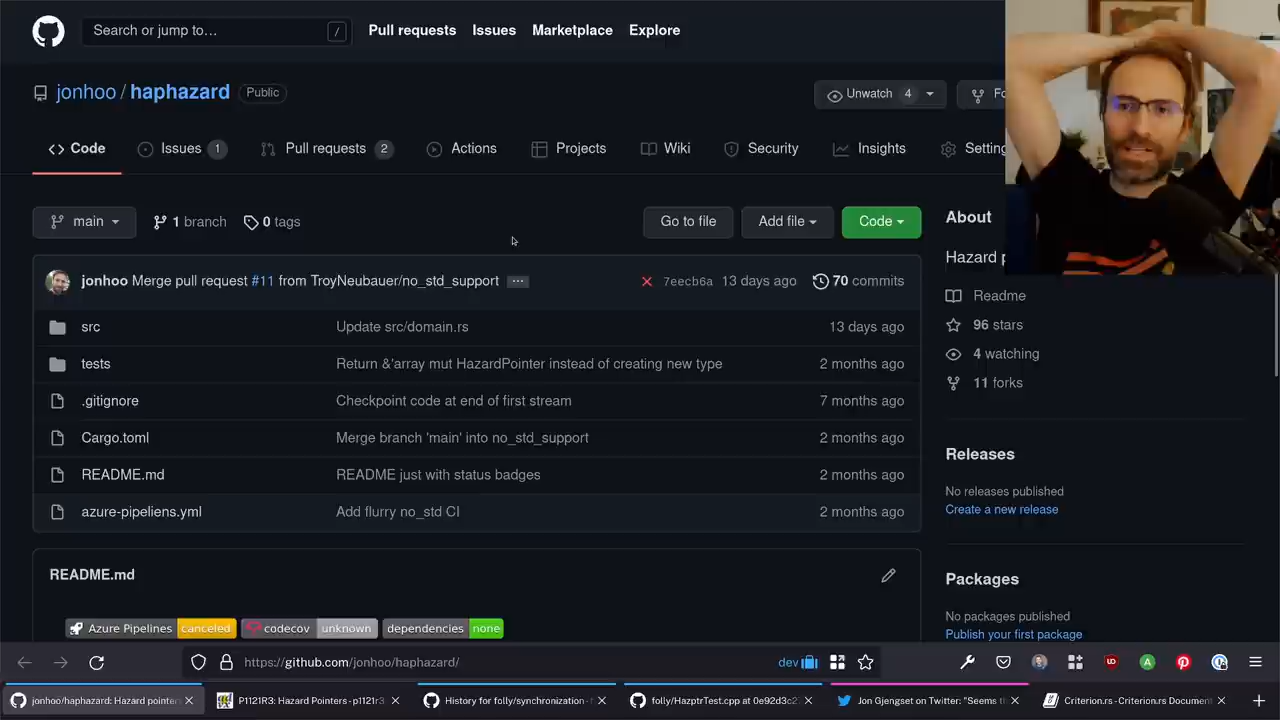 Search or jump to…
/
Pull requests
Issues
Marketplace
Explore
jonhoo / haphazard
Public
Unwatch 4
Fo
Code
Issues 1
Pull requests 2
Actions
Projects
Wiki
Security
Insights
Setting
main
1 branch
0 tags
Go to file
Add file
Code
About
Hazard p
jonhoo Merge pull request #11 from TroyNeubauer/no_std_support ...
7eecb6a 13 days ago
70 commits
src Update src/domain.rs 13 days ago
tests Return &'array mut HazardPointer instead of creating new type 2 months ago
.gitignore Checkpoint code at end of first stream 7 months ago
Cargo.toml Merge branch 'main' into no_std_support 2 months ago
README.md README just with status badges 2 months ago
azure-pipeliens.yml Add flurry no_std CI 2 months ago
Readme
96 stars
4 watching
11 forks
Releases
No releases published
Create a new release
Packages
No packages published
Publish your first package
README.md
Azure Pipelines canceled
codecov unknown
dependencies none
https://github.com/jonhoo/haphazard/
dev
jonhoo/haphazard: Hazard pointer
P1121R3: Hazard Pointers - p1121r3
History for folly/synchronization-
folly/HazptrTest.cpp at 0e92d3c2
Jon Gjengset on Twitter: "Seems th
Criterion.rs - Criterion.rs Document